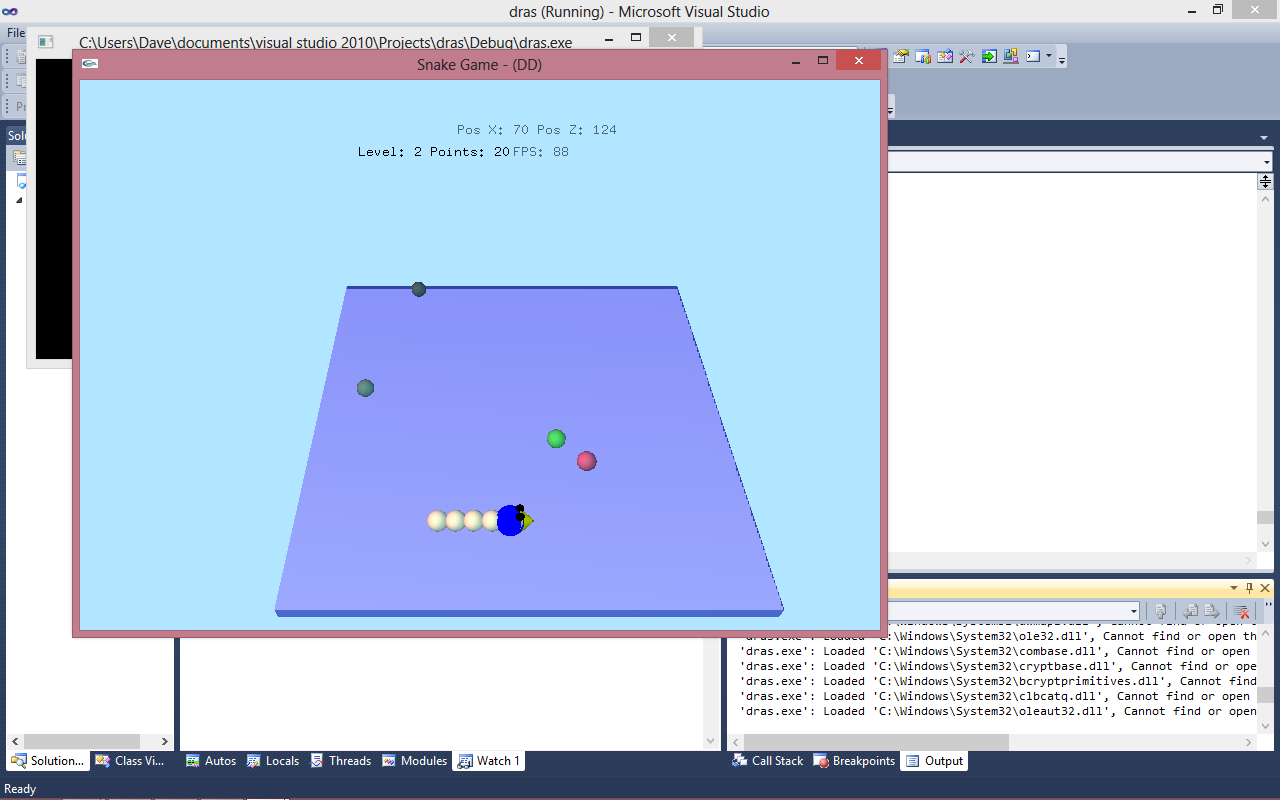 dras (Running) - Microsoft Visual Studio
File
C:\Users\Dave\documents\visual studio 2010\Projects\dras\Debug\dras.exe
Snake Game - (DD)
Pos X: 70 Pos Z: 124
Level: 2 Points: 20 FPS: 88
'dras.exe': Loaded 'C:\Windows\System32\ole32.dll', Cannot find or open th
'dras.exe': Loaded 'C:\Windows\System32\combase.dll', Cannot find or open
'dras.exe': Loaded 'C:\Windows\System32\cryptbase.dll', Cannot find or ope
'dras.exe': Loaded 'C:\Windows\System32\bcryptprimitives.dll', Cannot find
'dras.exe': Loaded 'C:\Windows\System32\clbcatq.dll', Cannot find or open
'dras.exe': Loaded 'C:\Windows\System32\oleaut32.dll', Cannot find or open
Solution... Class Vi... Autos Locals Threads Modules Watch 1 Call Stack Breakpoints Output
Ready